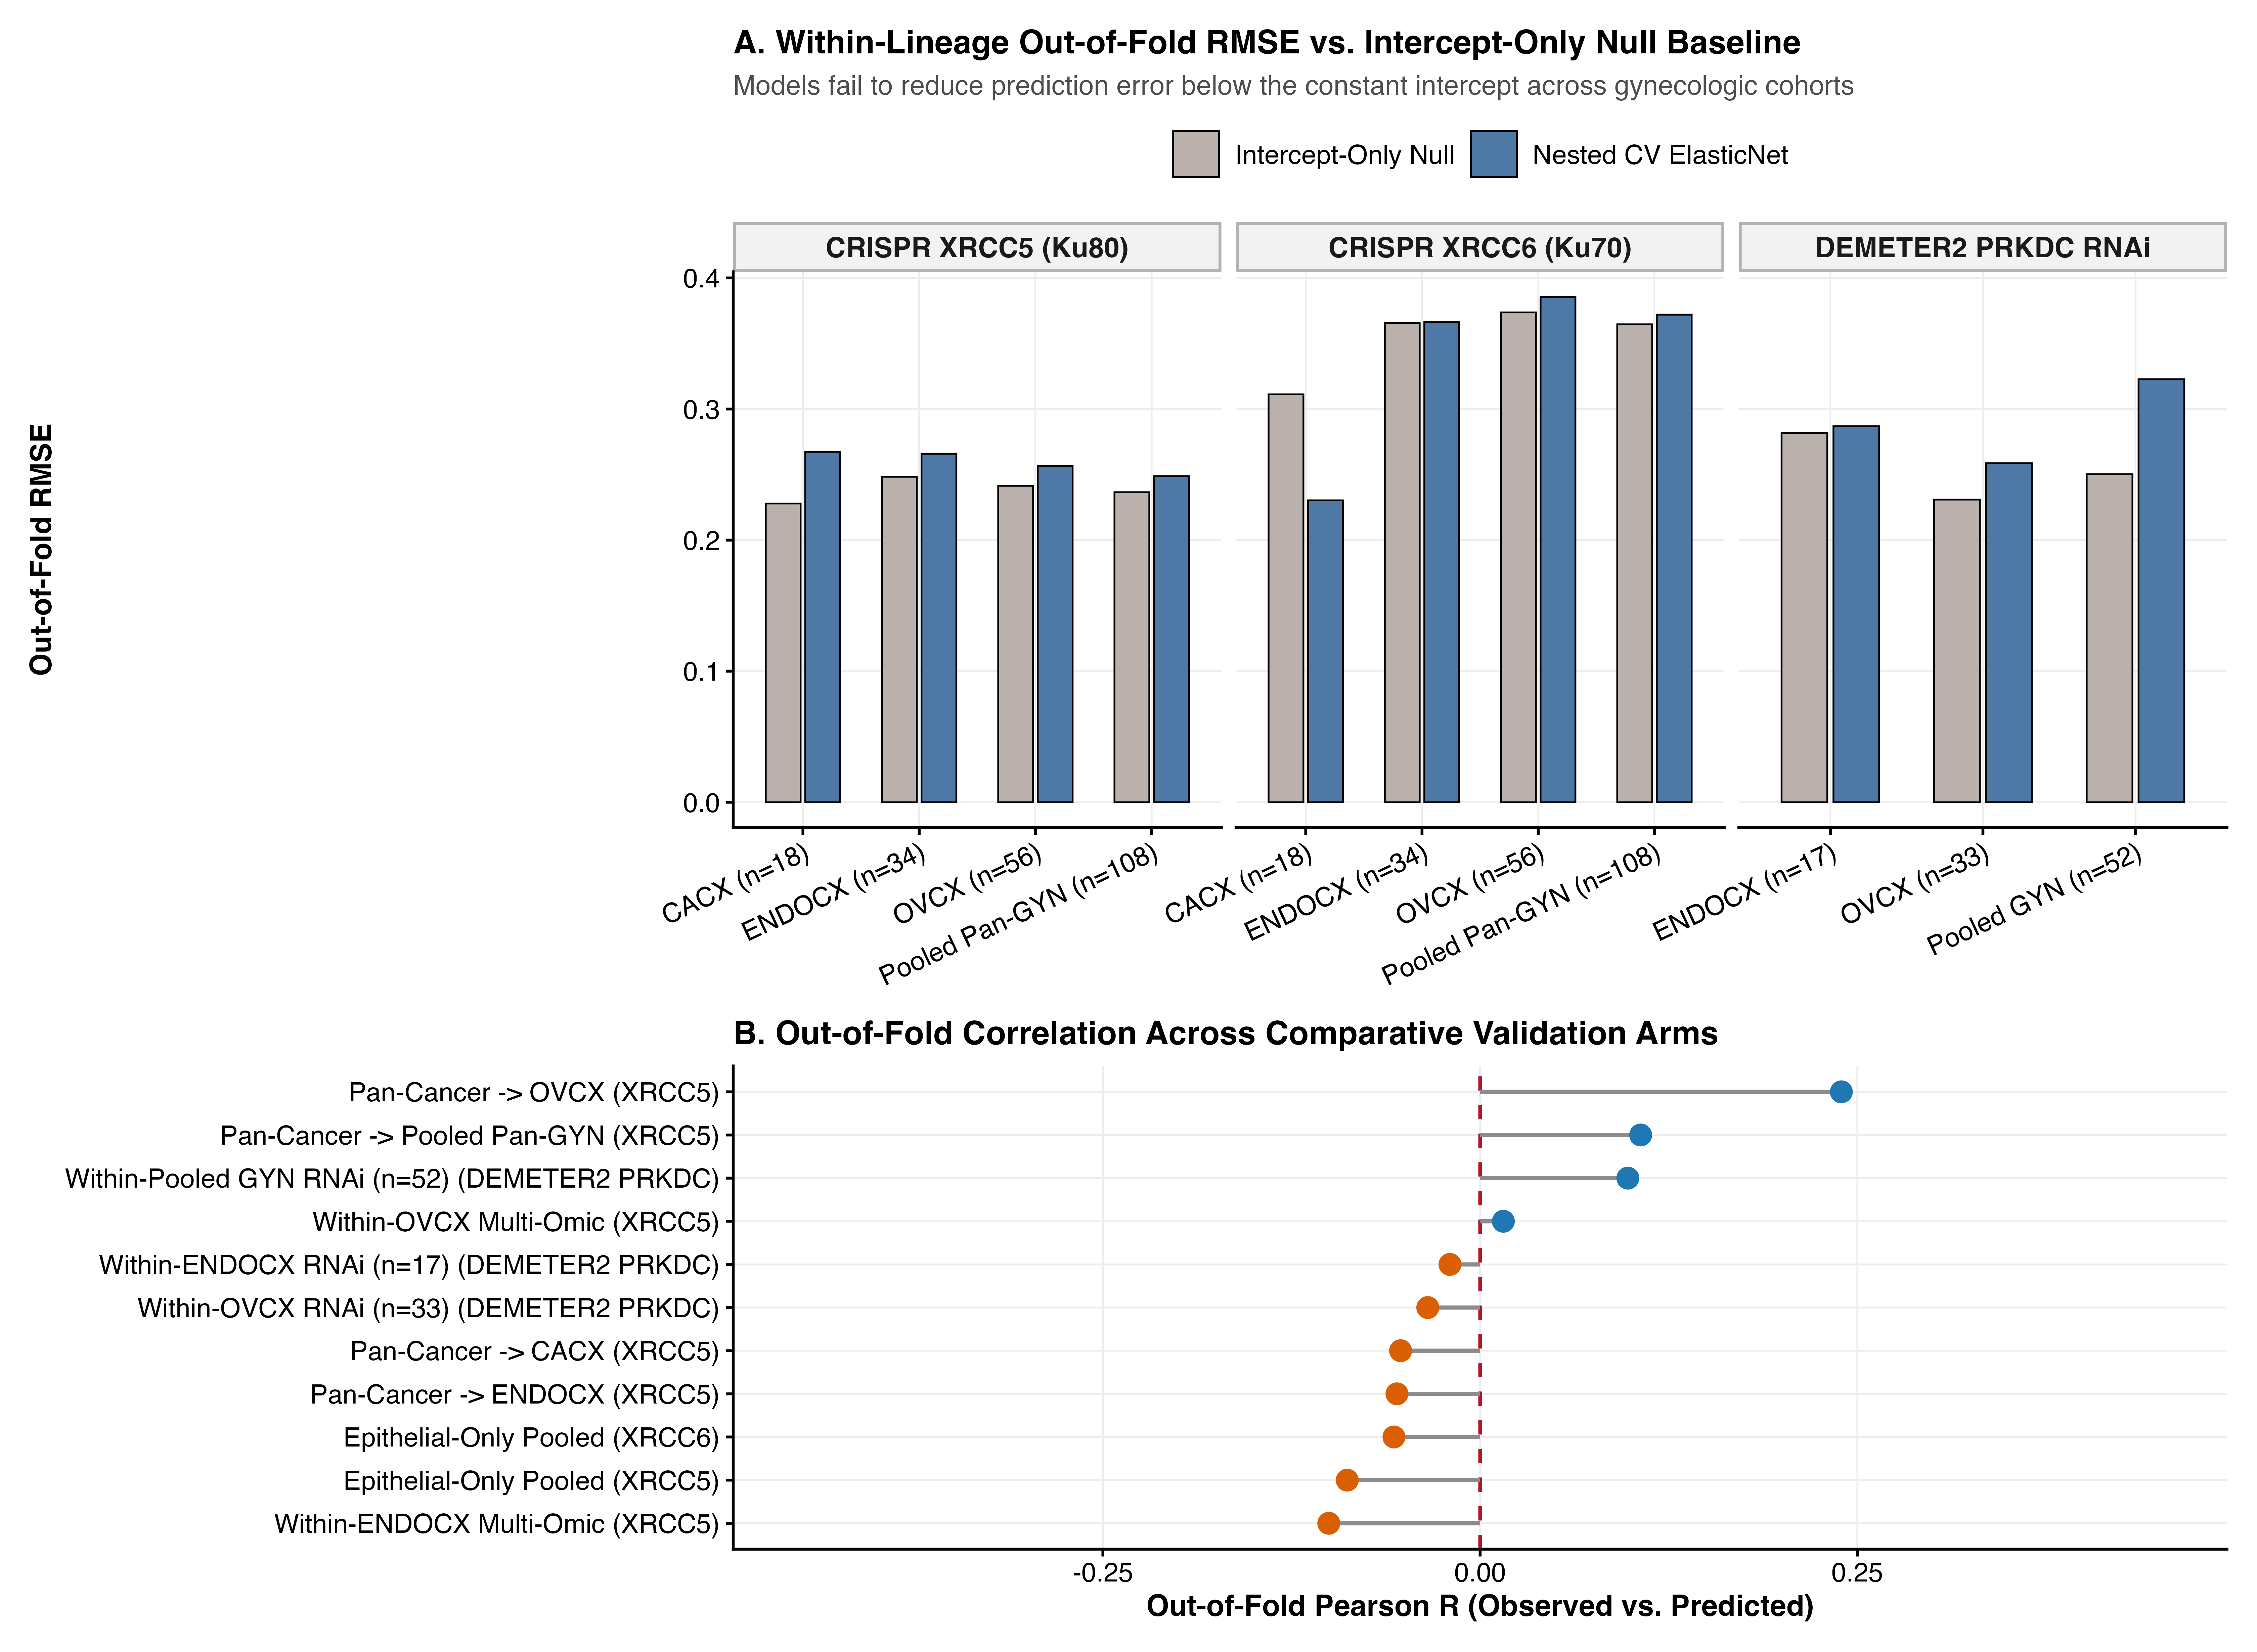 A. Within-Lineage Out-of-Fold RMSE vs. Intercept-Only Null Baseline
Models fail to reduce prediction error below the constant intercept across gynecologic cohorts
Intercept-Only Null
Nested CV ElasticNet
CRISPR XRCC5 (Ku80)
CRISPR XRCC6 (Ku70)
DEMETER2 PRKDC RNAi
Out-of-Fold RMSE
0.4
0.3
0.2
0.1
0.0
CACX (n=18)
ENDOCX (n=34)
OVCX (n=56)
Pooled Pan-GYN (n=108)
CACX (n=18)
ENDOCX (n=34)
OVCX (n=56)
Pooled Pan-GYN (n=108)
ENDOCX (n=17)
OVCX (n=33)
Pooled GYN (n=52)
B. Out-of-Fold Correlation Across Comparative Validation Arms
Pan-Cancer -> OVCX (XRCC5)
Pan-Cancer -> Pooled Pan-GYN (XRCC5)
Within-Pooled GYN RNAi (n=52) (DEMETER2 PRKDC)
Within-OVCX Multi-Omic (XRCC5)
Within-ENDOCX RNAi (n=17) (DEMETER2 PRKDC)
Within-OVCX RNAi (n=33) (DEMETER2 PRKDC)
Pan-Cancer -> CACX (XRCC5)
Pan-Cancer -> ENDOCX (XRCC5)
Epithelial-Only Pooled (XRCC6)
Epithelial-Only Pooled (XRCC5)
Within-ENDOCX Multi-Omic (XRCC5)
-0.25
0.00
0.25
Out-of-Fold Pearson R (Observed vs. Predicted)